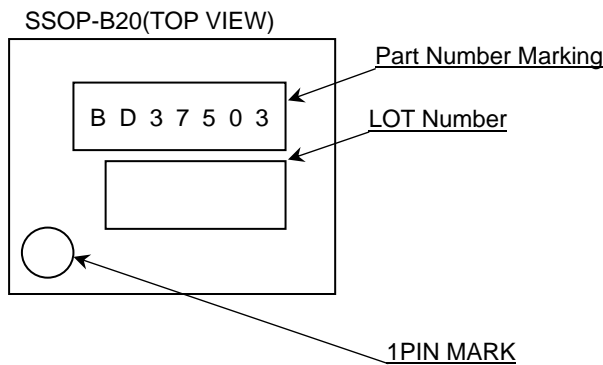 SSOP-B20(TOP VIEW)
Part Number Marking
B D 3 7 5 0 3
LOT Number
1PIN MARK